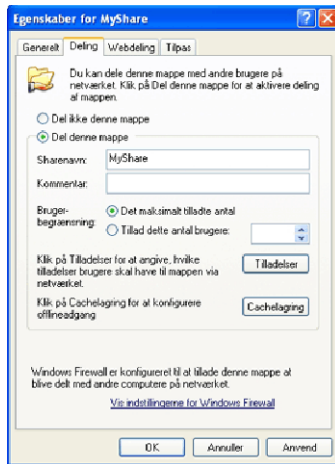 Egenskaber for MyShare
Generelt Deling Webdeling Tilpas
Du kan dele denne mappe med andre brugere på
netværket. Klik på Del denne mappe for at aktivere deling
af mappen.
Del ikke denne mappe
Del denne mappe
Sharenavn: MyShare
Kommentar:
Bruger-
begrænsning:
Det maksimalt tilladte antal
Tillad dette antal brugere:
Klik på Tilladelser for at angive, hvilke
tilladelser brugere skal have til mappen via
netværket.
Tilladelser
Klik på Cachelagring for at konfigurere
offlineadgang
Cachelagring
Windows Firewall er konfigureret til at tillade denne mappe at
blive delt med andre computere på netværket.
Vis indstillingerne for Windows Firewall
OK Annuller Anvend